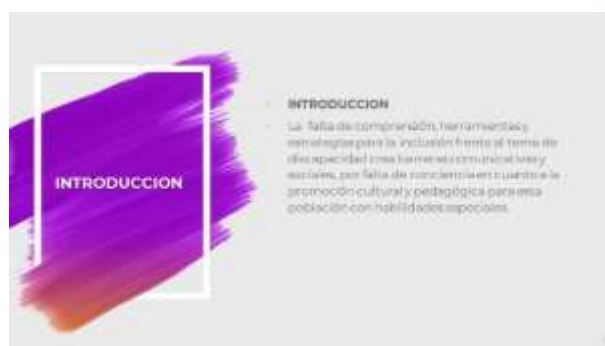 INTRODUCCION
INTRODUCCION
La falta de comprensión, herramientas y
estrategias para la inclusión frente al tema de
discapacidad crea barreras comunicativas y
sociales, por falta de conciencia en cuanto a la
promoción cultural y pedagógica para esta
población con habilidades especiales.